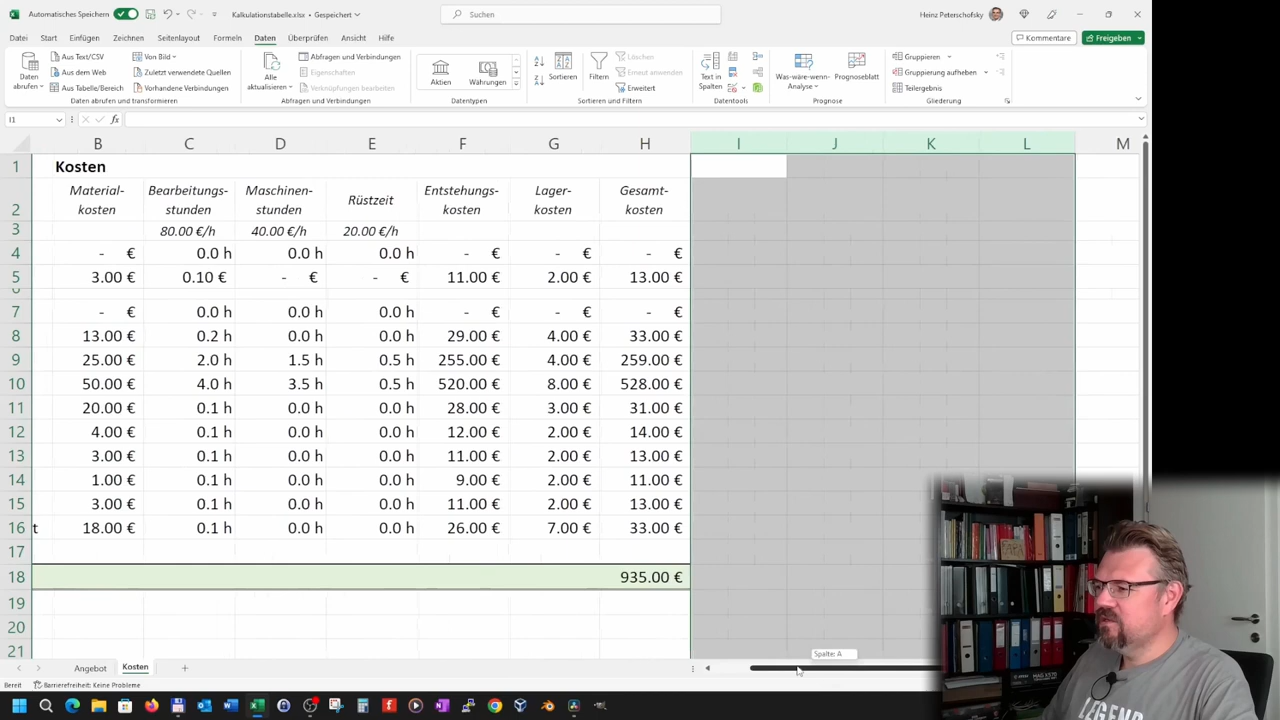 Automatisches Speichern
Kalkulationstabelle.xlsx • Gespeichert
Suchen
Heinz Peterschofsky
Datei Start Einfügen Zeichnen Seitenlayout Formeln Daten Überprüfen Ansicht Hilfe
Kommentare
Freigeben
Daten abrufen
Aus Text/CSV
Aus dem Web
Aus Tabelle/Bereich
Von Bild
Zuletzt verwendete Quellen
Vorhandene Verbindungen
Daten abrufen und transformieren
Alle aktualisieren
Abfragen und Verbindungen
Eigenschaften
Verknüpfungen bearbeiten
Abfragen und Verbindungen
Aktien
Währungen
Datentypen
Sortieren
Filtern
Löschen
Erneut anwenden
Erweitert
Sortieren und Filtern
Text in Spalten
Datentools
Was-wäre-wenn-Analyse
Prognoseblatt
Prognose
Gruppieren
Gruppierung aufheben
Teilergebnis
Gliederung
I1
fx
B C D E F G H I J K L M
1 Kosten
Material- Bearbeitungs- Maschinen- Entstehungs- Lager- Gesamt-
2 kosten stunden stunden Rüstzeit kosten kosten kosten
3 80.00 €/h 40.00 €/h 20.00 €/h
4 - € 0.0 h 0.0 h 0.0 h - € - € - €
5 3.00 € 0.10 € - € - € 11.00 € 2.00 € 13.00 €
7 - € 0.0 h 0.0 h 0.0 h - € - € - €
8 13.00 € 0.2 h 0.0 h 0.0 h 29.00 € 4.00 € 33.00 €
9 25.00 € 2.0 h 1.5 h 0.5 h 255.00 € 4.00 € 259.00 €
10 50.00 € 4.0 h 3.5 h 0.5 h 520.00 € 8.00 € 528.00 €
11 20.00 € 0.1 h 0.0 h 0.0 h 28.00 € 3.00 € 31.00 €
12 4.00 € 0.1 h 0.0 h 0.0 h 12.00 € 2.00 € 14.00 €
13 3.00 € 0.1 h 0.0 h 0.0 h 11.00 € 2.00 € 13.00 €
14 1.00 € 0.1 h 0.0 h 0.0 h 9.00 € 2.00 € 11.00 €
15 3.00 € 0.1 h 0.0 h 0.0 h 11.00 € 2.00 € 13.00 €
16 t 18.00 € 0.1 h 0.0 h 0.0 h 26.00 € 7.00 € 33.00 €
17
18 935.00 €
19
20
21
Spalte: A
Angebot Kosten
Bereit
Barrierefreiheit: Keine Probleme
LEGEND